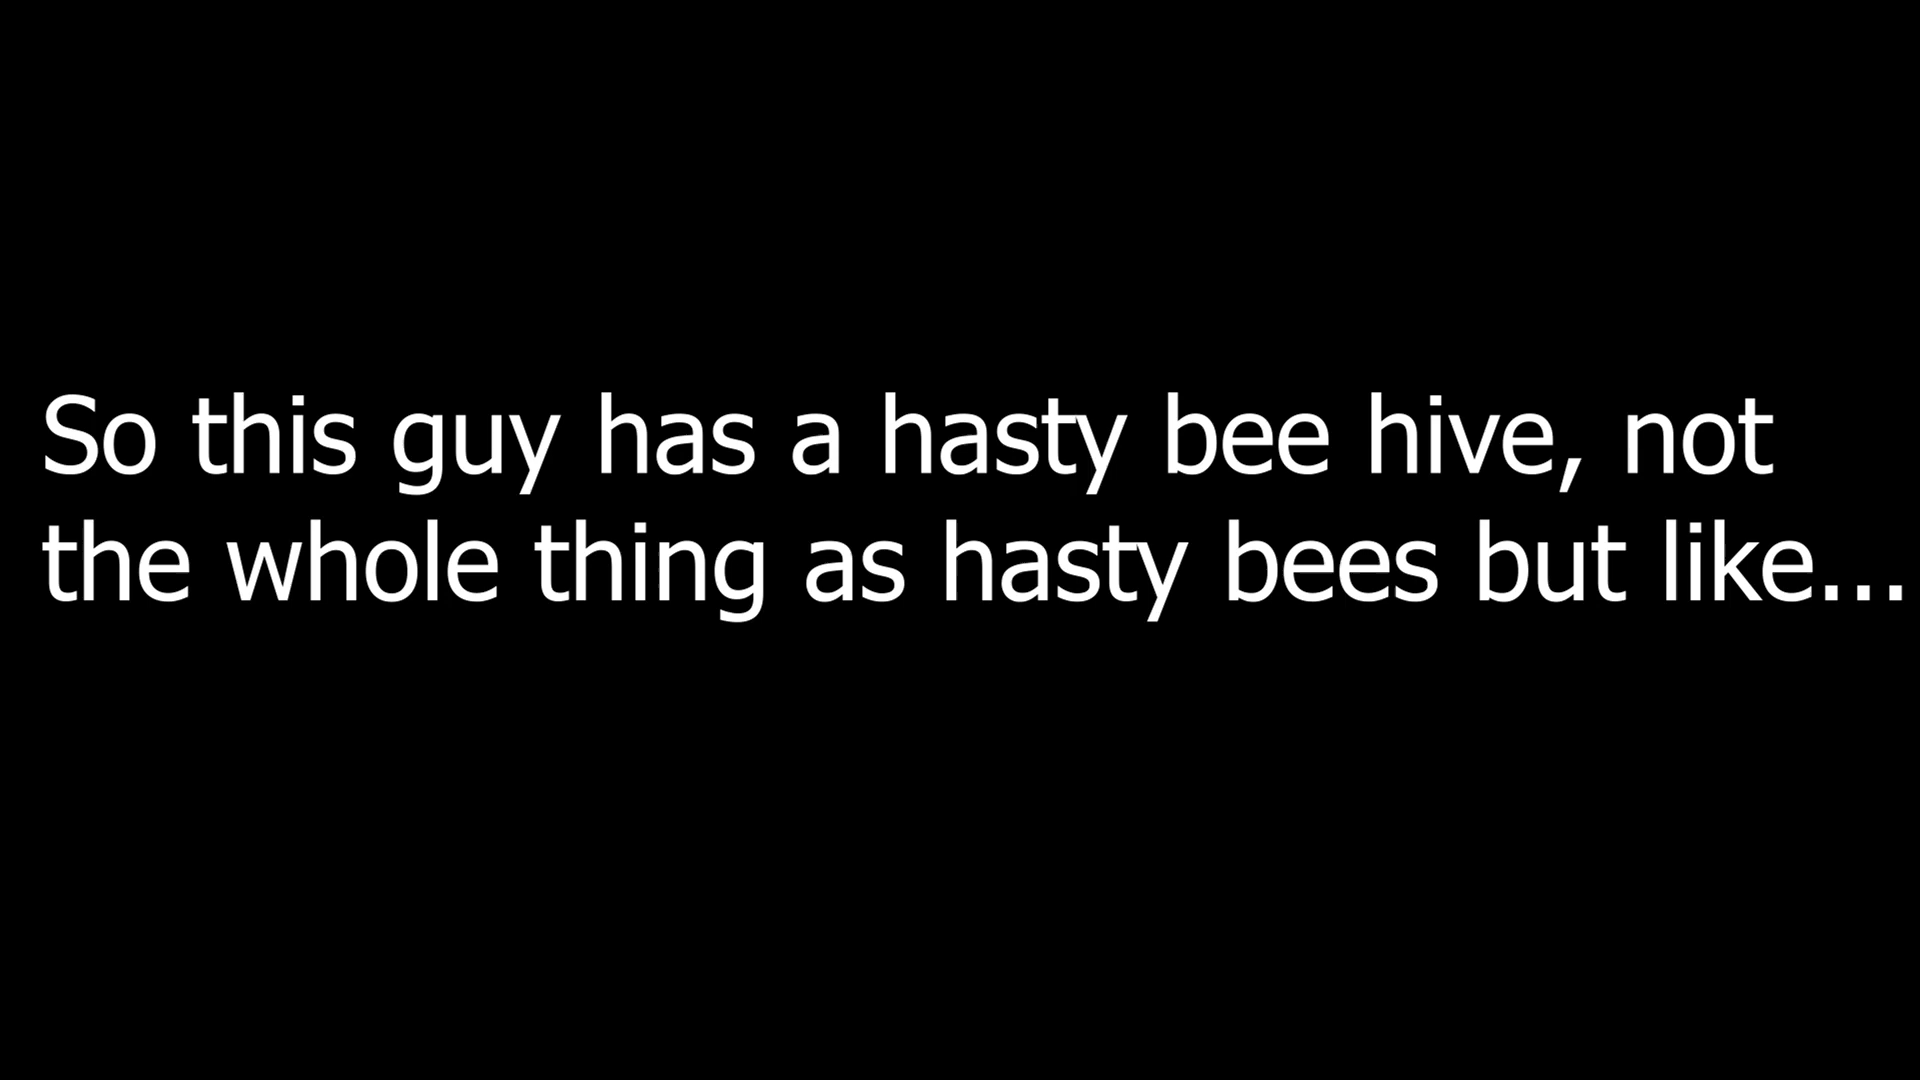 So this guy has a hasty bee hive, not
the whole thing as hasty bees but like...